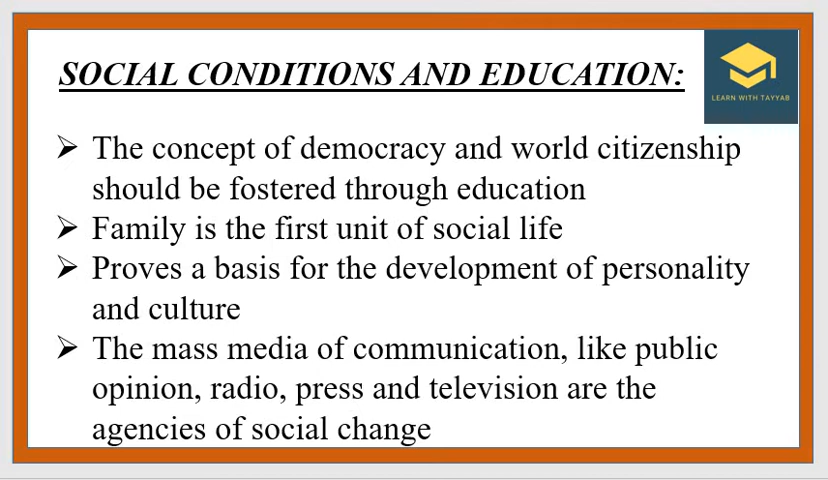 SOCIAL CONDITIONS AND EDUCATION:
LEARN WITH TAYYAB
➢ The concept of democracy and world citizenship
should be fostered through education
➢ Family is the first unit of social life
➢ Proves a basis for the development of personality
and culture
➢ The mass media of communication, like public
opinion, radio, press and television are the
agencies of social change